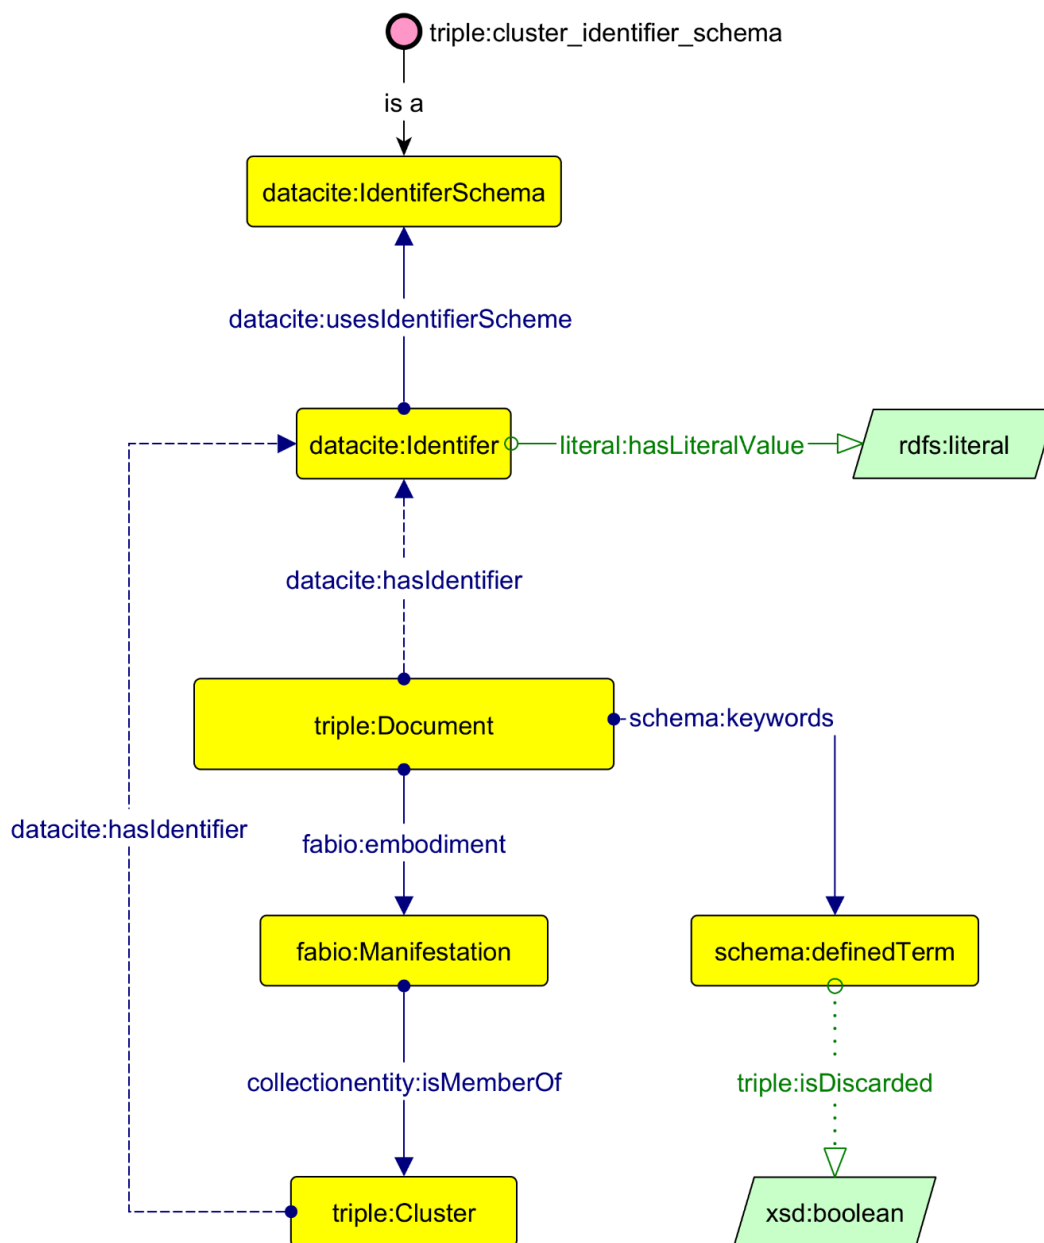 triple:cluster_identifier_schema
is a
datacite:IdentiferSchema
datacite:usesIdentifierScheme
datacite:Identifer
literal:hasLiteralValue
rdfs:literal
datacite:hasIdentifier
triple:Document
schema:keywords
datacite:hasIdentifier
fabio:embodiment
fabio:Manifestation
schema:definedTerm
collectionentity:isMemberOf
triple:isDiscarded
triple:Cluster
xsd:boolean